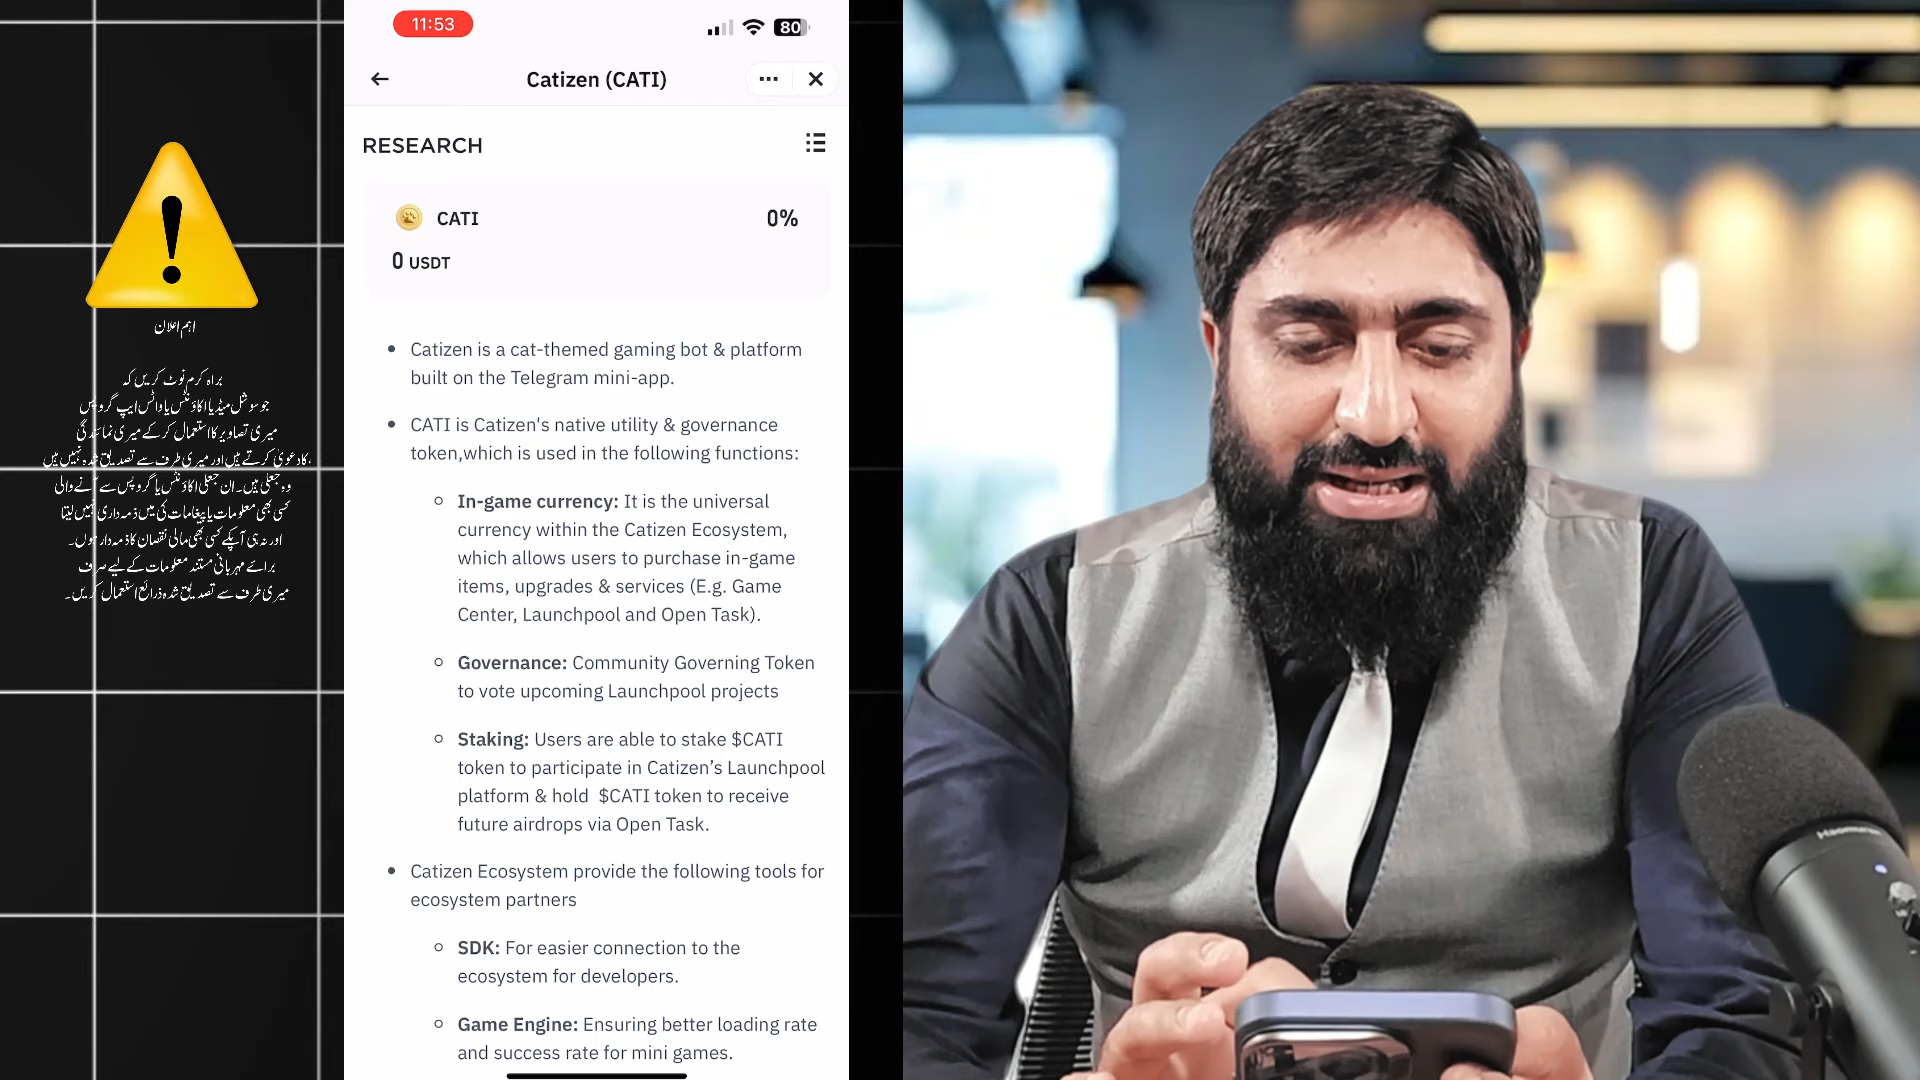 اہم اعلان
براہ کرم نوٹ کریں کہ
جو سوشل میڈیا اکاؤنٹس یا واٹس ایپ گروپس
میری تصاویر کا استعمال کرکے میری نمائندگی
کا دعویٰ کرتے ہیں اور میری طرف سے تصدیق شدہ نہیں ہیں،
وہ جعلی ہیں۔ ان جعلی اکاؤنٹس یا گروپس سے آنے والی
کسی بھی معلومات یا پیغامات کی میں ذمہ داری نہیں لیتا
اور نہ ہی آپکے کسی بھی مالی نقصان کا ذمہ دار ہوں۔
برائے مہربانی مستند معلومات کے لیے صرف
میری طرف سے تصدیق شدہ ذرائع استعمال کریں۔
11:53
80
Catizen (CATI)
RESEARCH
CATI 0%
0 USDT
• Catizen is a cat-themed gaming bot & platform
built on the Telegram mini-app.
• CATI is Catizen's native utility & governance
token,which is used in the following functions:
○ In-game currency: It is the universal
currency within the Catizen Ecosystem,
which allows users to purchase in-game
items, upgrades & services (E.g. Game
Center, Launchpool and Open Task).
○ Governance: Community Governing Token
to vote upcoming Launchpool projects
○ Staking: Users are able to stake $CATI
token to participate in Catizen’s Launchpool
platform & hold $CATI token to receive
future airdrops via Open Task.
• Catizen Ecosystem provide the following tools for
ecosystem partners
○ SDK: For easier connection to the
ecosystem for developers.
○ Game Engine: Ensuring better loading rate
and success rate for mini games.